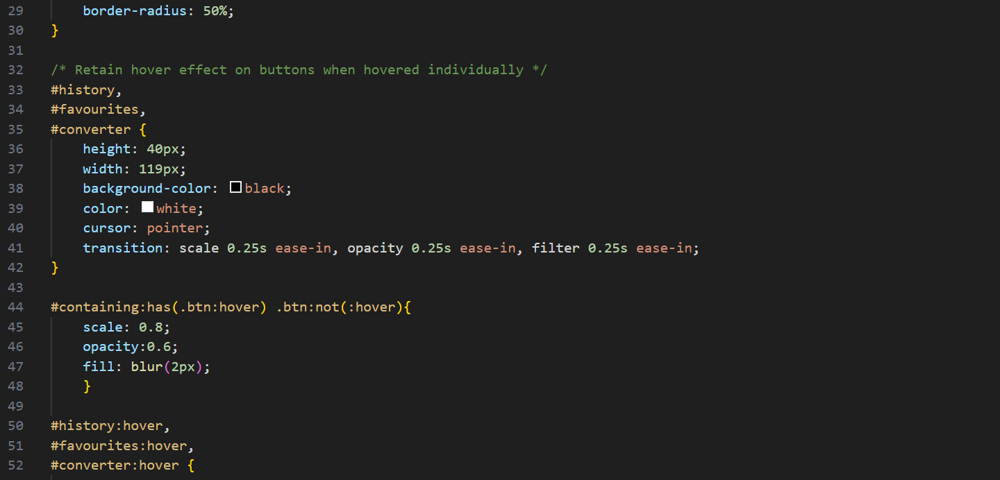 29 border-radius: 50%;
30 }
31
32 /* Retain hover effect on buttons when hovered individually */
33 #history,
34 #favourites,
35 #converter {
36 height: 40px;
37 width: 119px;
38 background-color: black;
39 color: white;
40 cursor: pointer;
41 transition: scale 0.25s ease-in, opacity 0.25s ease-in, filter 0.25s ease-in;
42 }
43
44 #containing:has(.btn:hover) .btn:not(:hover){
45 scale: 0.8;
46 opacity:0.6;
47 fill: blur(2px);
48 }
49
50 #history:hover,
51 #favourites:hover,
52 #converter:hover {